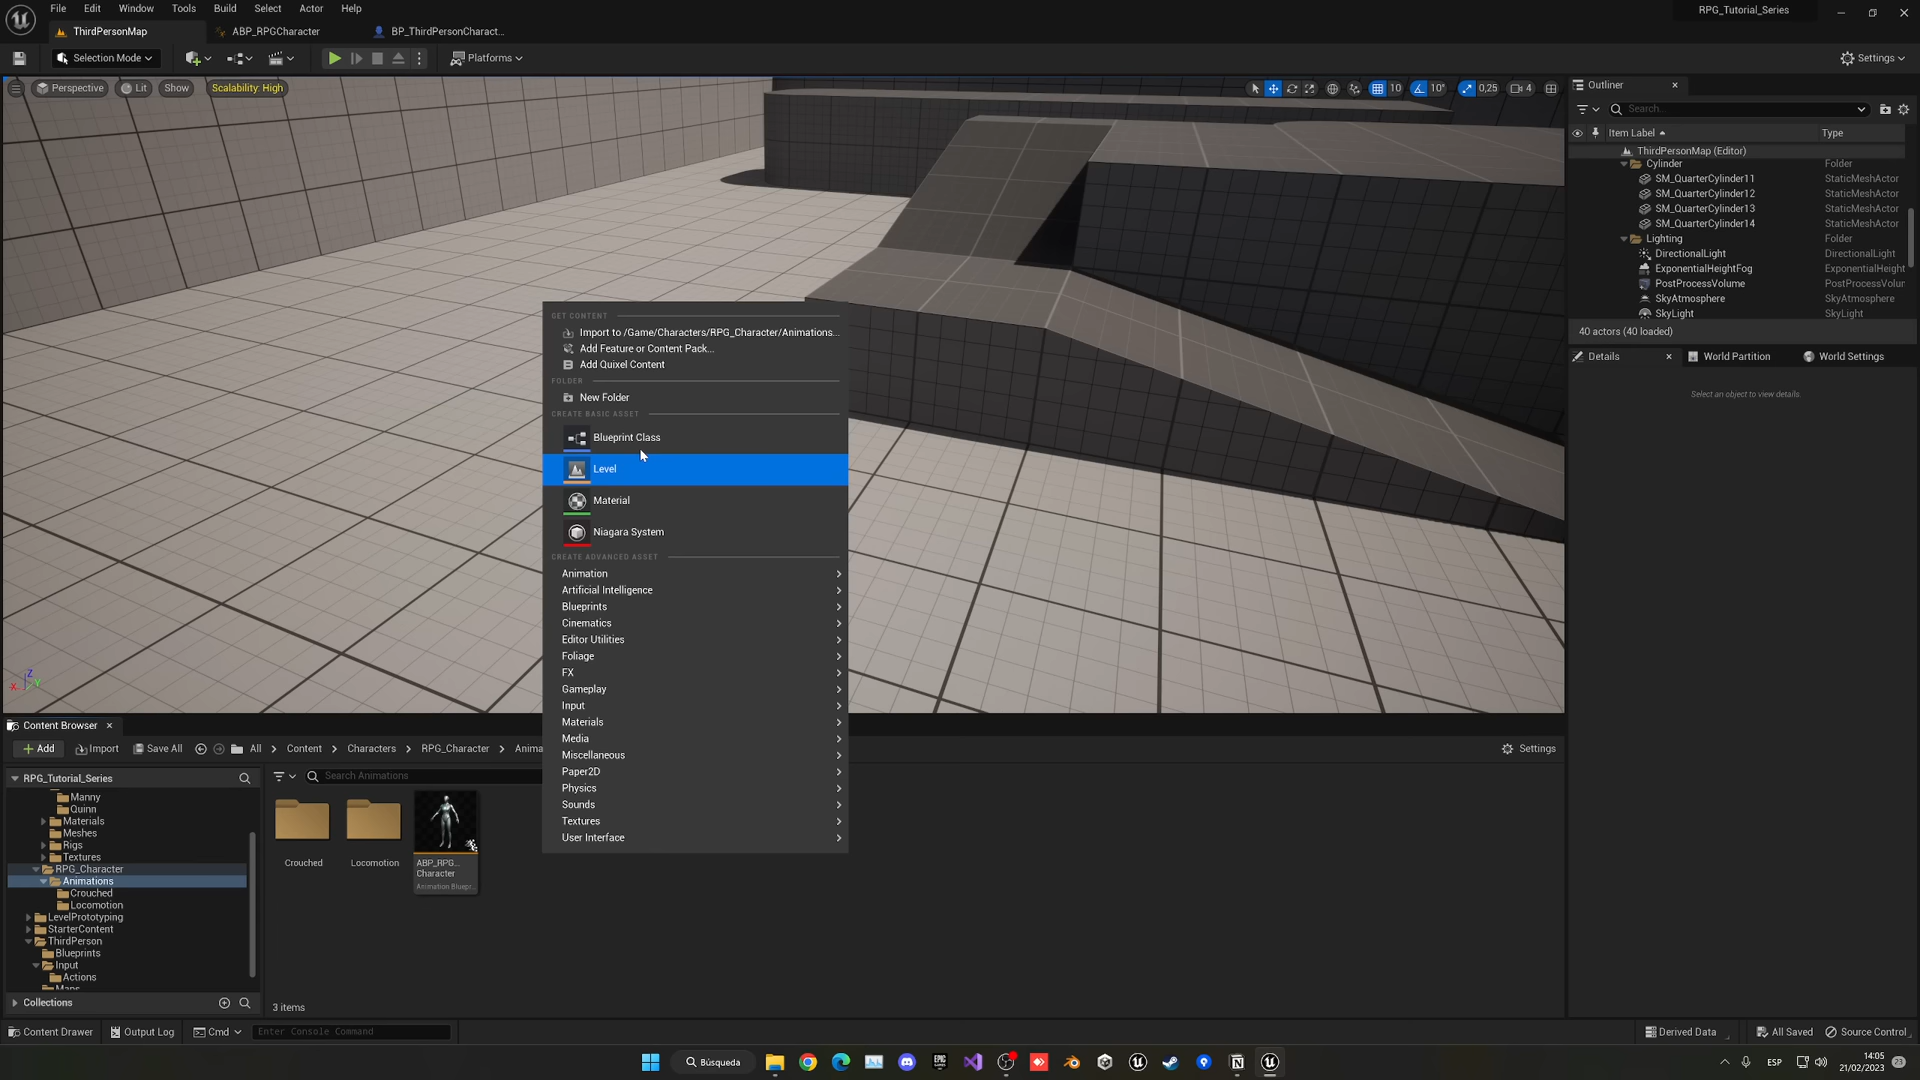 File Edit Window Tools Build Select Actor Help
RPG_Tutorial_Series
ThirdPersonMap
ABP_RPGCharacter
BP_ThirdPersonCharact...
Selection Mode
Platforms
Settings
Perspective
Lit
Show
Scalability: High
10
10°
0,25
4
Outliner
Search...
Item Label
Type
ThirdPersonMap (Editor)
Cylinder Folder
SM_QuarterCylinder11 StaticMeshActor
SM_QuarterCylinder12 StaticMeshActor
SM_QuarterCylinder13 StaticMeshActor
SM_QuarterCylinder14 StaticMeshActor
Lighting Folder
DirectionalLight DirectionalLight
ExponentialHeightFog ExponentialHeight
PostProcessVolume PostProcessVolum
SkyAtmosphere SkyAtmosphere
SkyLight SkyLight
40 actors (40 loaded)
Details
World Partition
World Settings
Select an object to view details.
GET CONTENT
Import to /Game/Characters/RPG_Character/Animations...
Add Feature or Content Pack...
Add Quixel Content
FOLDER
New Folder
CREATE BASIC ASSET
Blueprint Class
Level
Material
Niagara System
CREATE ADVANCED ASSET
Animation
Artificial Intelligence
Blueprints
Cinematics
Editor Utilities
Foliage
FX
Gameplay
Input
Materials
Media
Miscellaneous
Paper2D
Physics
Sounds
Textures
User Interface
Content Browser
Add
Import
Save All
All > Content > Characters > RPG_Character > Anima
Settings
RPG_Tutorial_Series
Search Animations
Manny
Quinn
Materials
Meshes
Rigs
Textures
RPG_Character
Animations
Crouched
Locomotion
LevelPrototyping
StarterContent
ThirdPerson
Blueprints
Input
Actions
Maps
Collections
Crouched
Locomotion
ABP_RPG_
Character
Animation Bluepr...
3 items
Content Drawer
Output Log
Cmd
Enter Console Command
Derived Data
All Saved
Source Control
X
Y
Z
Búsqueda
ESP
14:05
21/02/2023
23